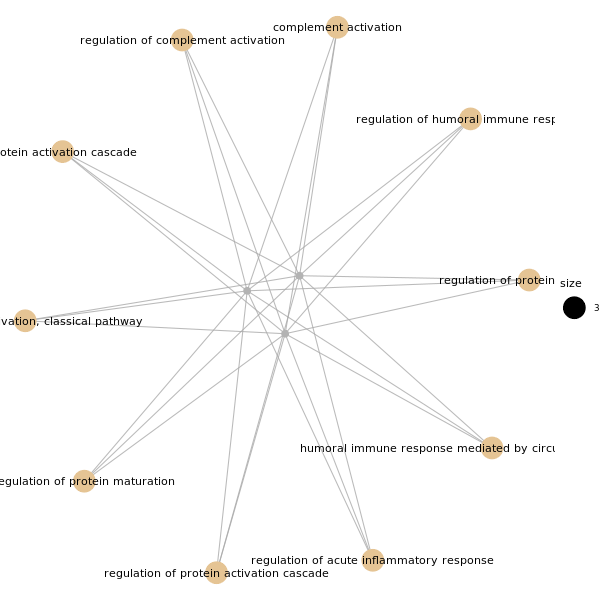 complement activation
regulation of complement activation
regulation of humoral immune resp
otein activation cascade
regulation of protein
size
3
vation, classical pathway
humoral immune response mediated by circu
egulation of protein maturation
regulation of acute inflammatory response
regulation of protein activation cascade